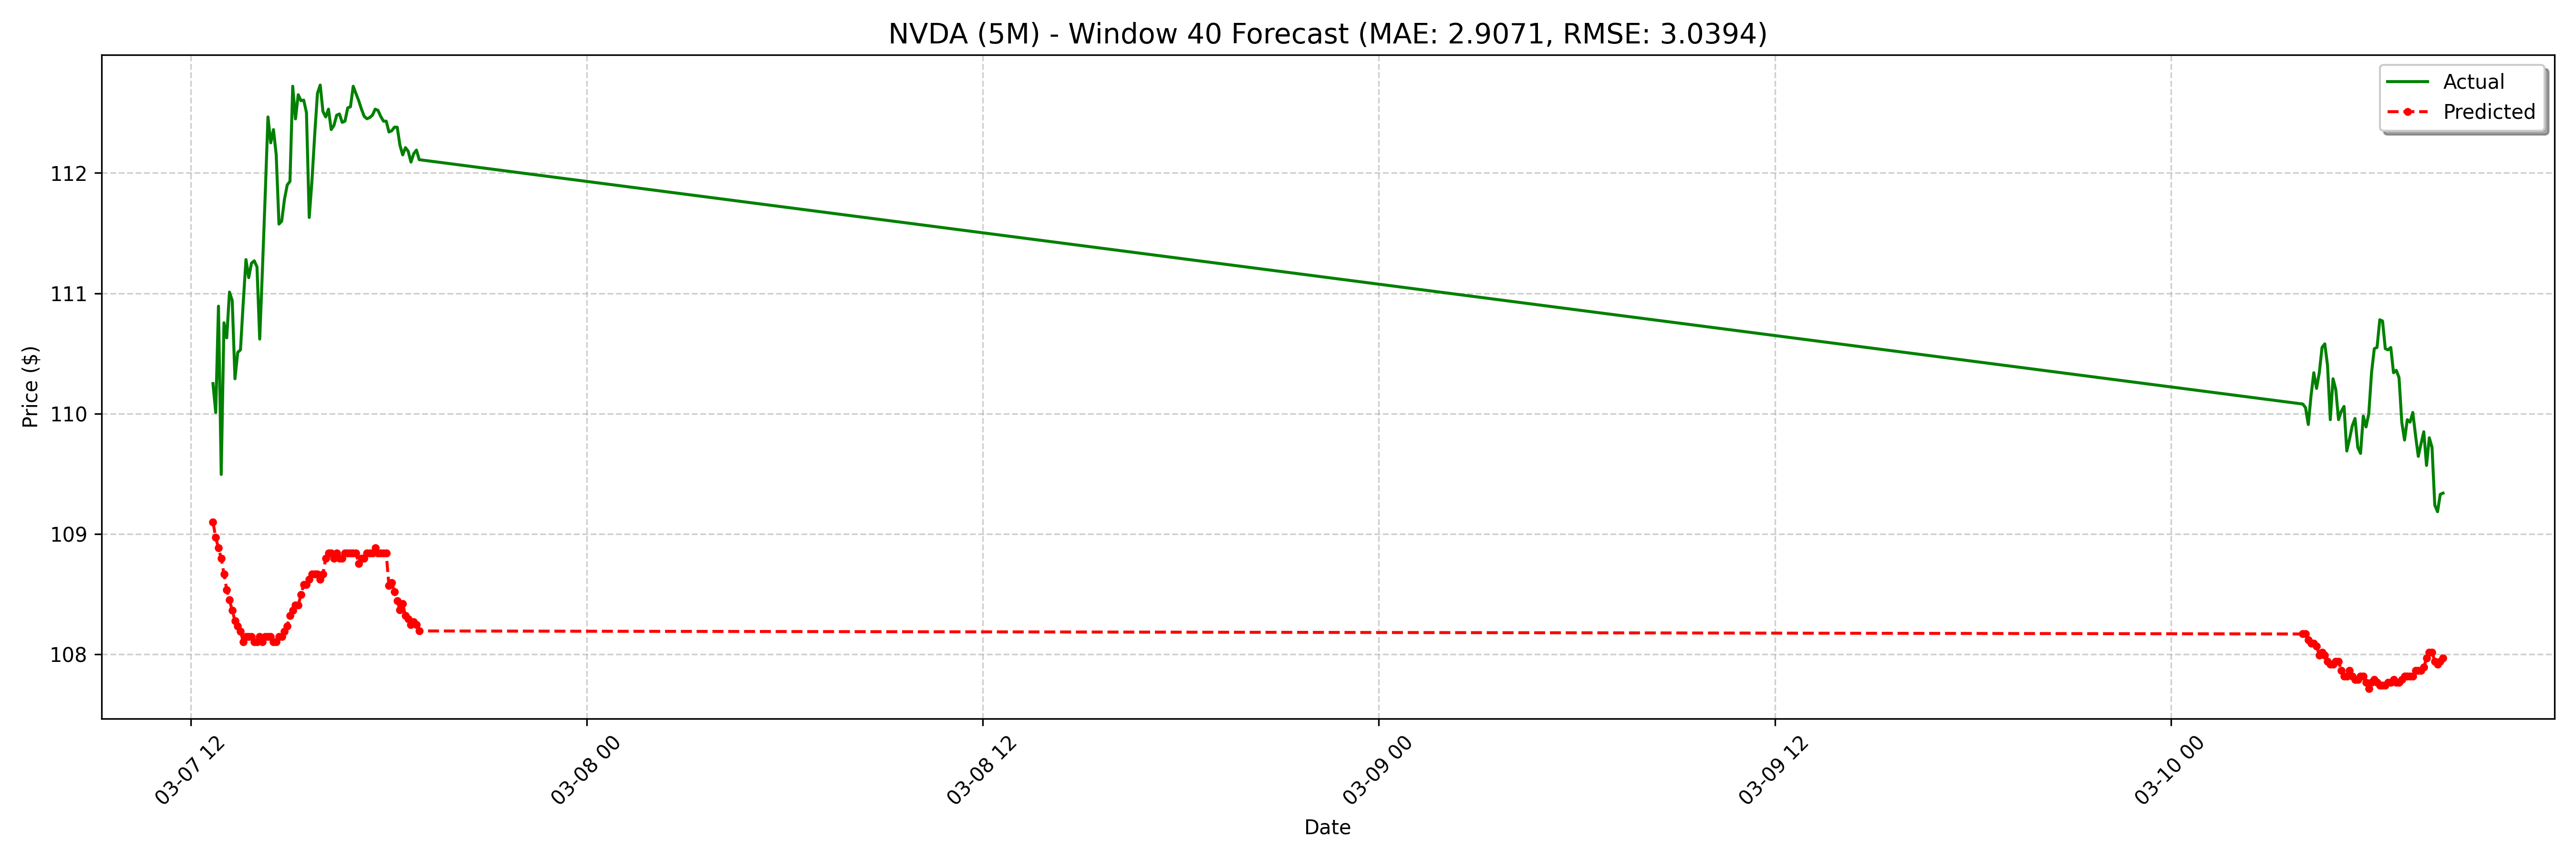 NVDA (5M) - Window 40 Forecast (MAE: 2.9071, RMSE: 3.0394)
Actual
Predicted
Price ($)
112
111
110
109
108
03-07 12
03-08 00
03-08 12
03-09 00
03-09 12
03-10 00
Date